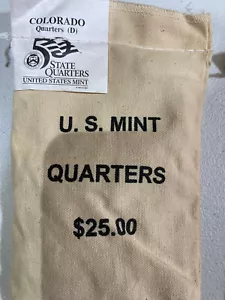 COLORADO
Quarters (D)
50
STATE
QUARTERS
UNITED STATES MINT
U. S. MINT
QUARTERS
$25.00